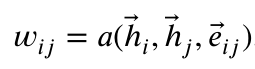 $w_{ij} = a(\vec{h}_i, \vec{h}_j, \vec{e}_{ij})$